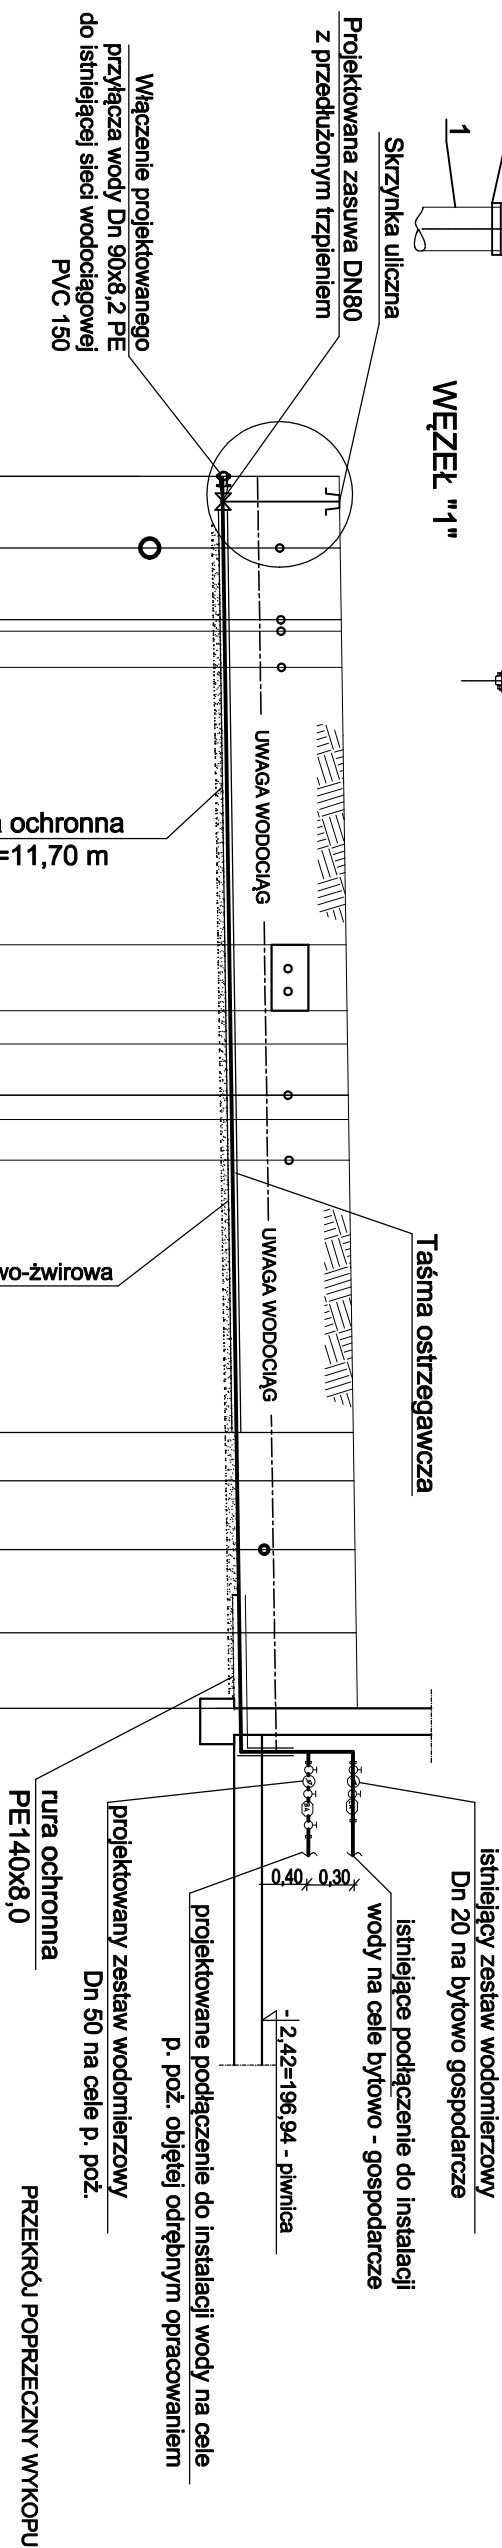 1
WĘZEŁ "1"
Skrzynka uliczna
Projektowana zasuwa DN80
z przedłużonym trzpieniem
Włączenie projektowanego
przyłącza wody Dn 90x8,2 PE
do istniejącej sieci wodociągowej
PVC 150
UWAGA WODOCIĄG
ochronna
=11,70 m
Taśma ostrzegawcza
UWAGA WODOCIĄG
wo-żwirowa
istniejący zestaw wodomierzowy
Dn 20 na bytowo gospodarcze
istniejące podłączenie do instalacji
wody na cele bytowo - gospodarcze
0,40
0,30
- 2,42=196,94 - piwnica
projektowane podłączenie do instalacji wody na cele
p. poż. objętej odrębnym opracowaniem
projektowany zestaw wodomierzowy
Dn 50 na cele p. poż.
rura ochronna
PE140x8,0
PRZEKRÓJ POPRZECZNY WYKOPU